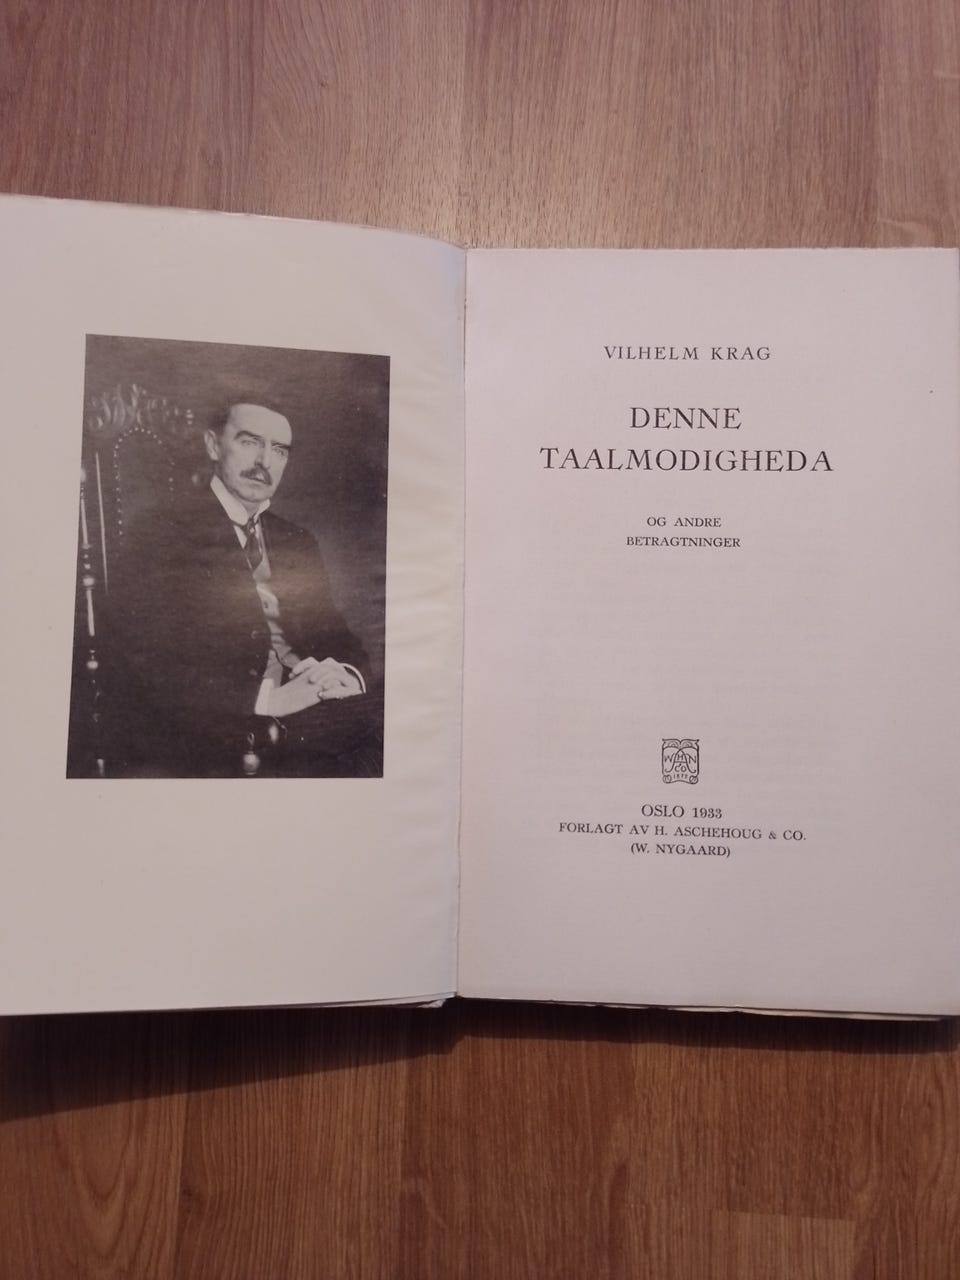 VILHELM KRAG
DENNE
TAALMODIGHEDA
OG ANDRE
BETRAGTNINGER
OSLO 1933
FORLAGT AV H. ASCHEHOUG & CO.
(W. NYGAARD)